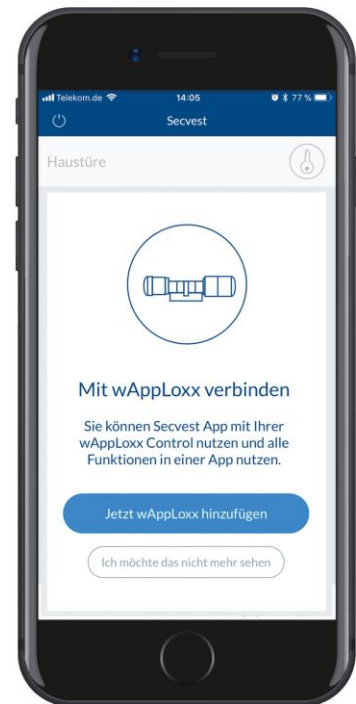 Telekom.de 14:05 77 %
Secvest
Haustüre
Mit wAppLoxx verbinden
Sie können Secvest App mit Ihrer
wAppLoxx Control nutzen und alle
Funktionen in einer App nutzen.
Jetzt wAppLoxx hinzufügen
Ich möchte das nicht mehr sehen